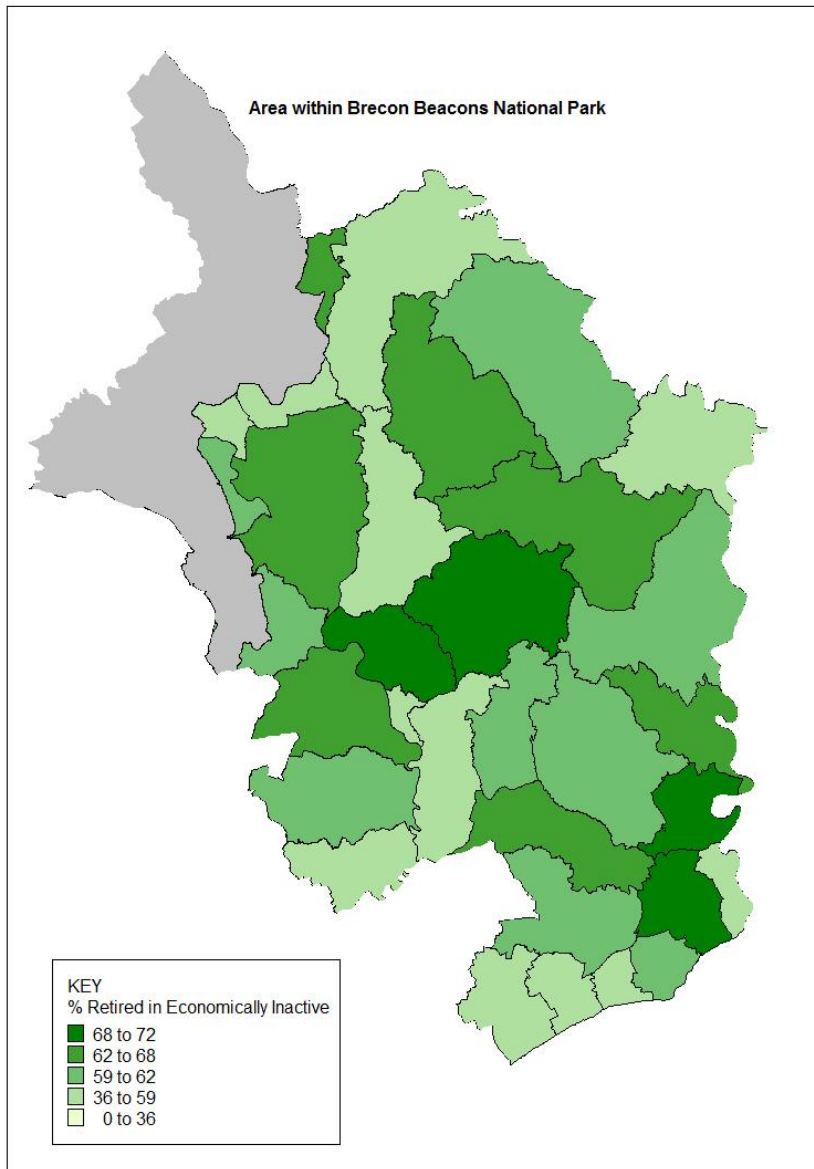 Area within Brecon Beacons National Park
KEY
% Retired in Economically Inactive
68 to 72
62 to 68
59 to 62
36 to 59
0 to 36